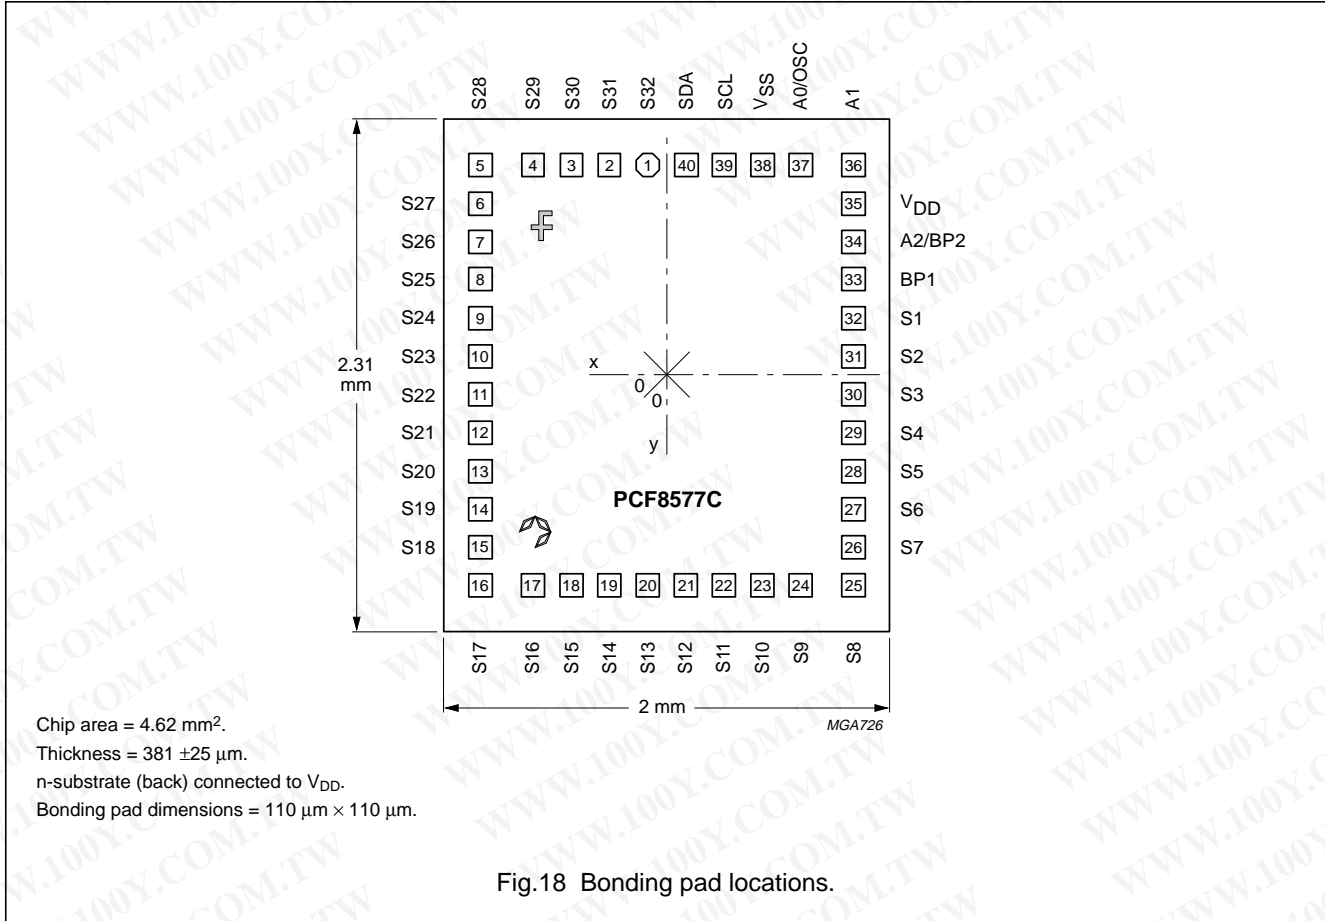 S28 S29 S30 S31 S32 SDA SCL VSS A0/OSC A1
5 4 3 2 1 40 39 38 37 36
S27 6 35 VDD
S26 7 34 A2/BP2
S25 8 33 BP1
S24 9 32 S1
S23 10 31 S2
2.31 mm
x
0
0
y
S22 11 30 S3
S21 12 29 S4
S20 13 28 S5
S19 14 27 S6
PCF8577C
S18 15 26 S7
16 17 18 19 20 21 22 23 24 25
S17 S16 S15 S14 S13 S12 S11 S10 S9 S8
2 mm
MGA726
Chip area = 4.62 mm².
Thickness = 381 ±25 µm.
n-substrate (back) connected to VDD.
Bonding pad dimensions = 110 µm × 110 µm.
Fig.18 Bonding pad locations.
WWW.100Y.COM.TW